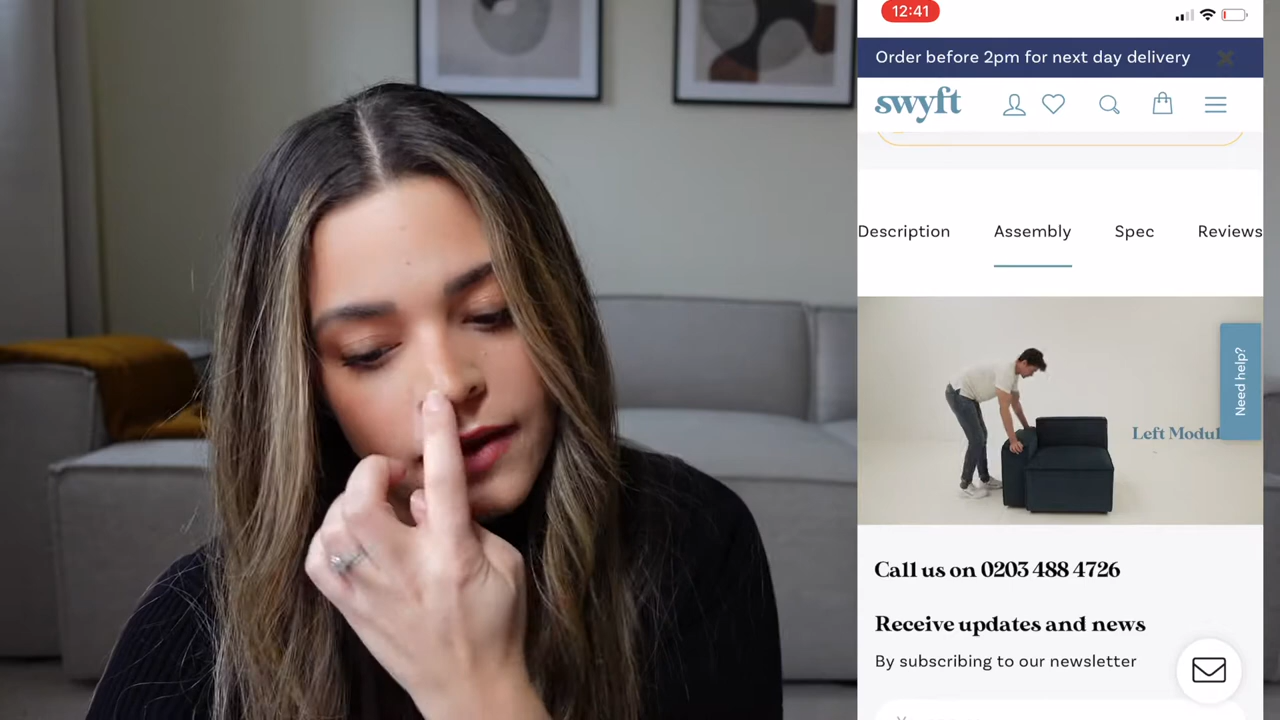 12:41
Order before 2pm for next day delivery
swyft
Description Assembly Spec Reviews
Need help?
Left
Call us on 0203 488 4726
Receive updates and news
By subscribing to our newsletter